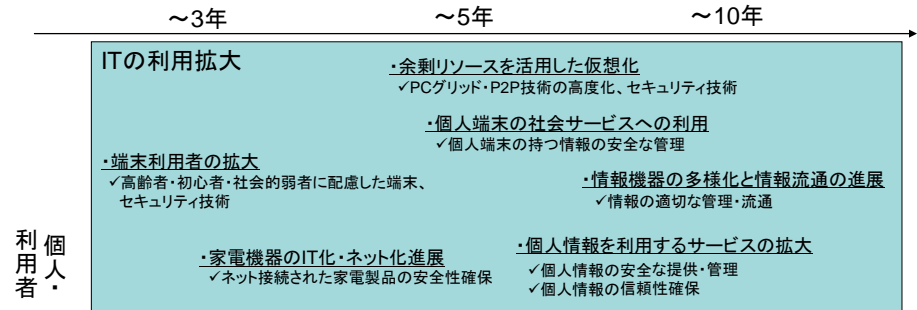 ～3年
～5年
～10年
ITの利用拡大
・余剰リソースを活用した仮想化
✓PCグリッド・P2P技術の高度化、セキュリティ技術
・個人端末の社会サービスへの利用
✓個人端末の持つ情報の安全な管理
・端末利用者の拡大
✓高齢者・初心者・社会的弱者に配慮した端末、
セキュリティ技術
・情報機器の多様化と情報流通の進展
✓情報の適切な管理・流通
・家電機器のIT化・ネット化進展
✓ネット接続された家電製品の安全性確保
・個人情報を利用するサービスの拡大
✓個人情報の安全な提供・管理
✓個人情報の信頼性確保
個人・
利用者